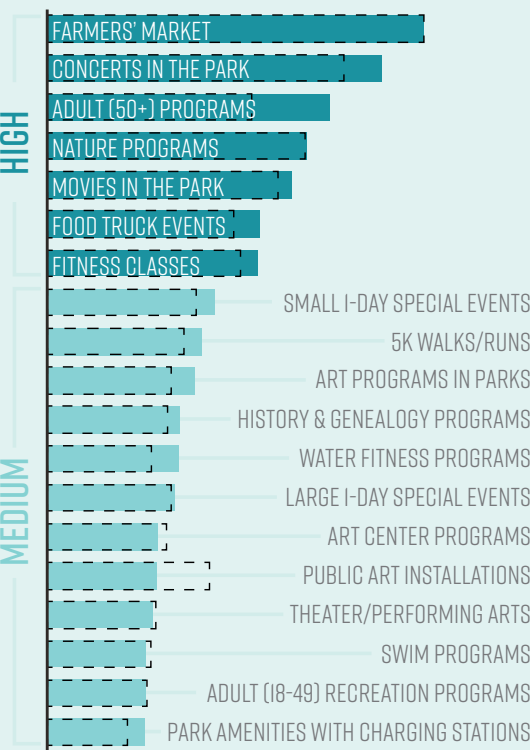 HIGH
FARMERS' MARKET
CONCERTS IN THE PARK
ADULT (50+) PROGRAMS
NATURE PROGRAMS
MOVIES IN THE PARK
FOOD TRUCK EVENTS
FITNESS CLASSES
MEDIUM
SMALL 1-DAY SPECIAL EVENTS
5K WALKS/RUNS
ART PROGRAMS IN PARKS
HISTORY & GENEALOGY PROGRAMS
WATER FITNESS PROGRAMS
LARGE 1-DAY SPECIAL EVENTS
ART CENTER PROGRAMS
PUBLIC ART INSTALLATIONS
THEATER/PERFORMING ARTS
SWIM PROGRAMS
ADULT (18-49) RECREATION PROGRAMS
PARK AMENITIES WITH CHARGING STATIONS